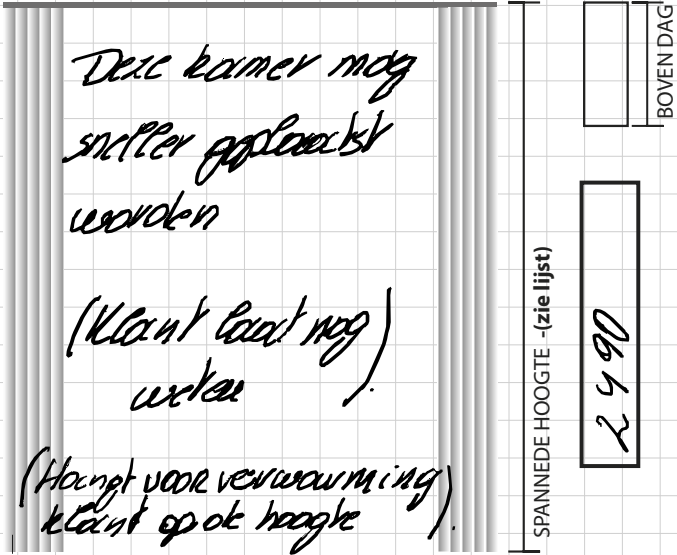 Deze kamer mag
sneller geplaatst
worden
(Klant laat nog
weten).
(Hangt voor verwarming
klant op de hoogte).
SPANNEDE HOOGTE -(zie lijst)
2490
BOVEN DAG